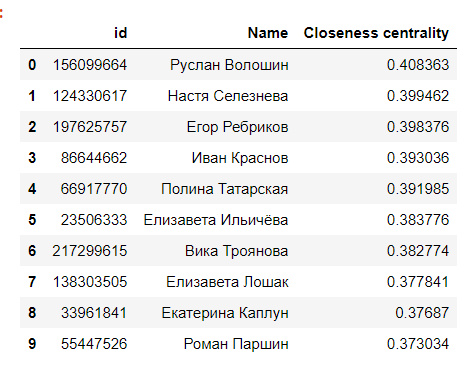 :
id Name Closeness centrality
0 156099664 Руслан Волошин 0.408363
1 124330617 Настя Селезнева 0.399462
2 197625757 Егор Ребриков 0.398376
3 86644662 Иван Краснов 0.393036
4 66917770 Полина Татарская 0.391985
5 23506333 Елизавета Ильичёва 0.383776
6 217299615 Вика Троянова 0.382774
7 138303505 Елизавета Лошак 0.377841
8 33961841 Екатерина Каплун 0.37687
9 55447526 Роман Паршин 0.373034